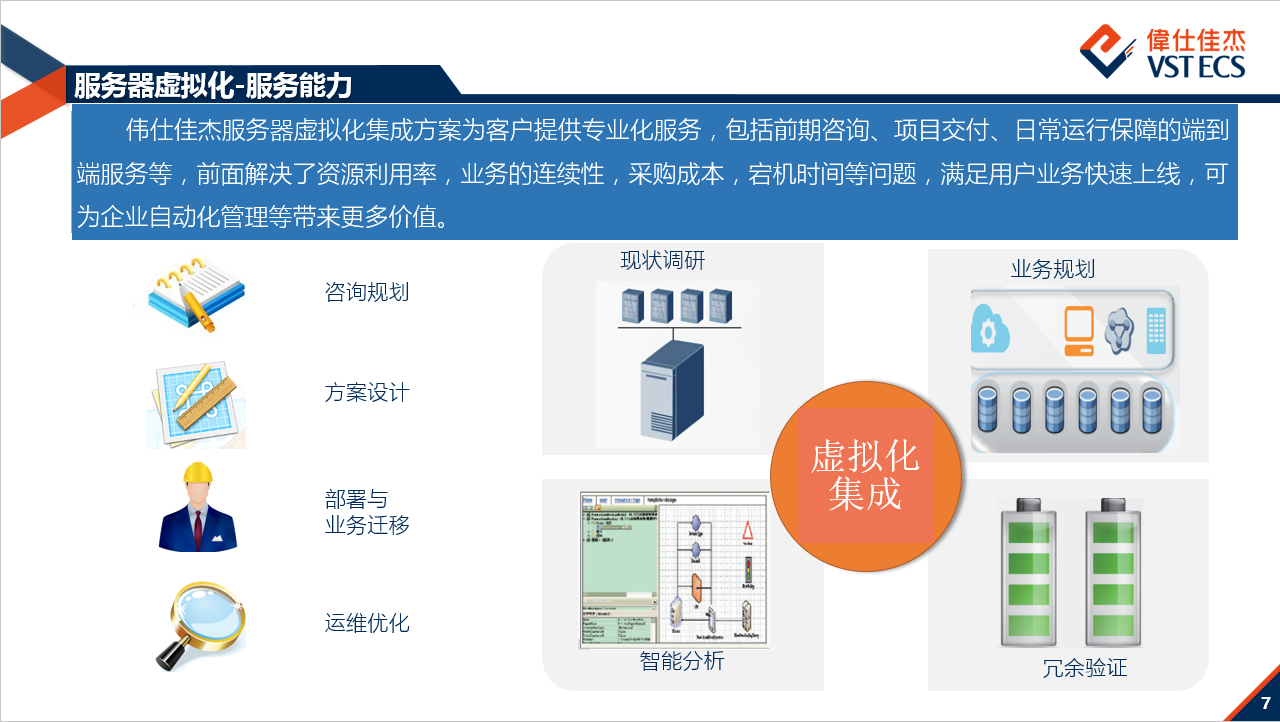 偉仕佳杰
VSTECS
服务器虚拟化-服务能力
伟仕佳杰服务器虚拟化集成方案为客户提供专业化服务，包括前期咨询、项目交付、日常运行保障的端到
端服务等，前面解决了资源利用率，业务的连续性，采购成本，宕机时间等问题，满足用户业务快速上线，可
为企业自动化管理等带来更多价值。
咨询规划
方案设计
部署与
业务迁移
运维优化
现状调研
业务规划
虚拟化
集成
智能分析
冗余验证
7